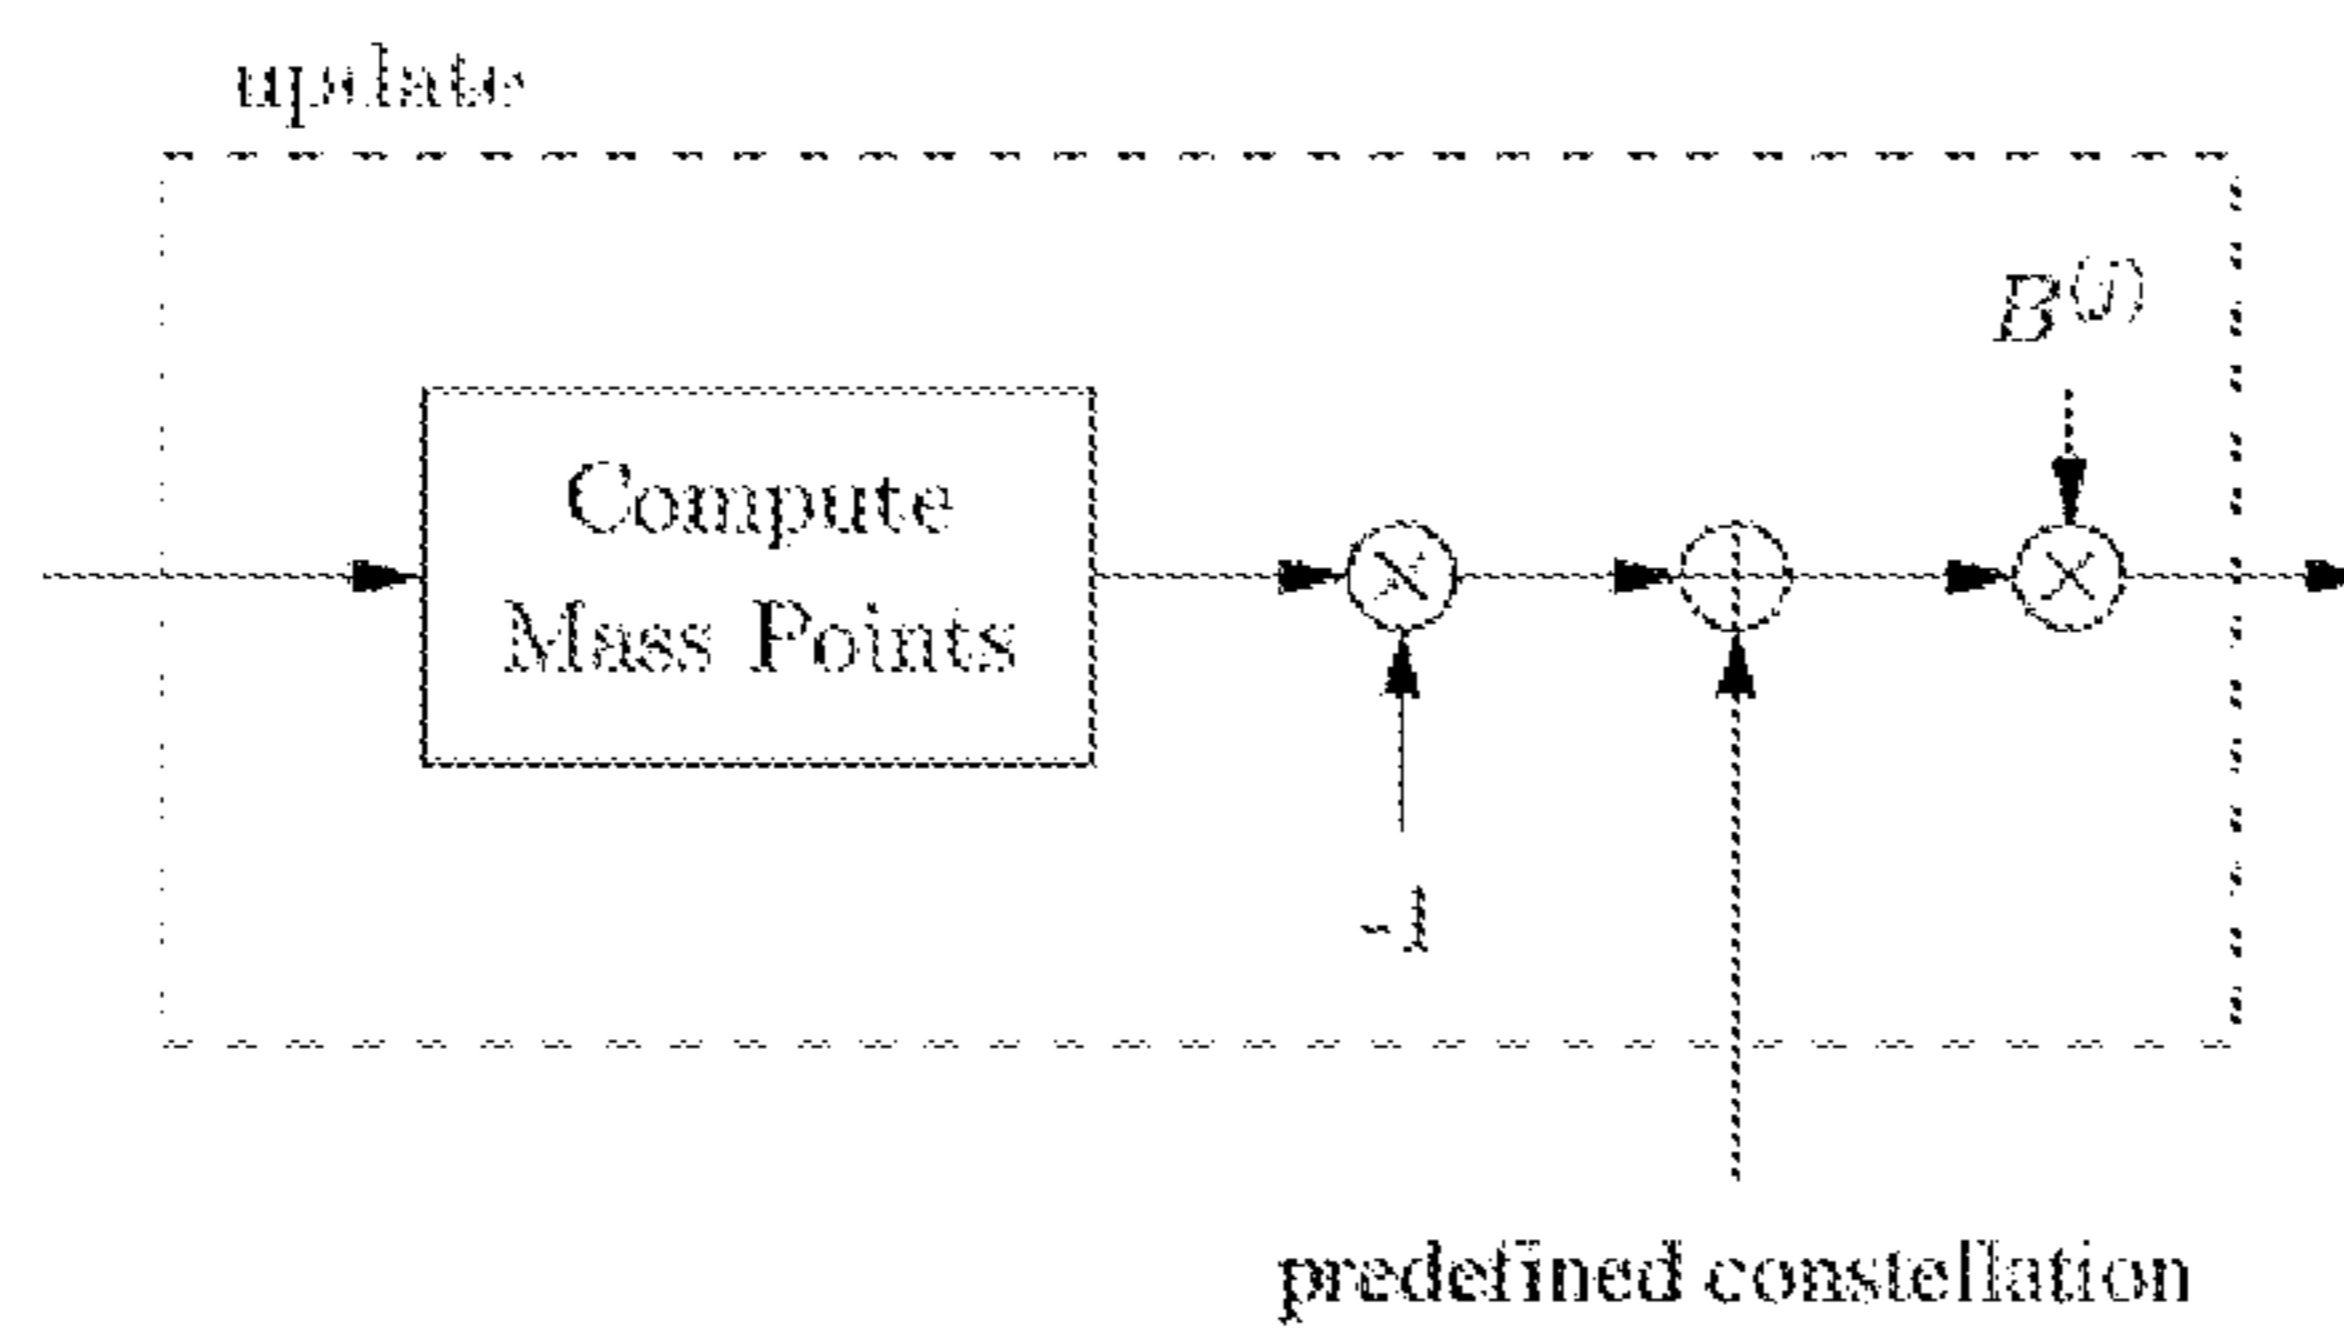 update
B(j)
Compute
Mass Points
-1
predefined constellation